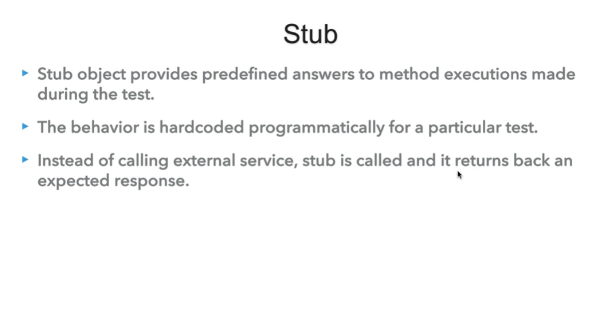 Stub
Stub object provides predefined answers to method executions made
during the test.
The behavior is hardcoded programmatically for a particular test.
Instead of calling external service, stub is called and it returns back an
expected response.